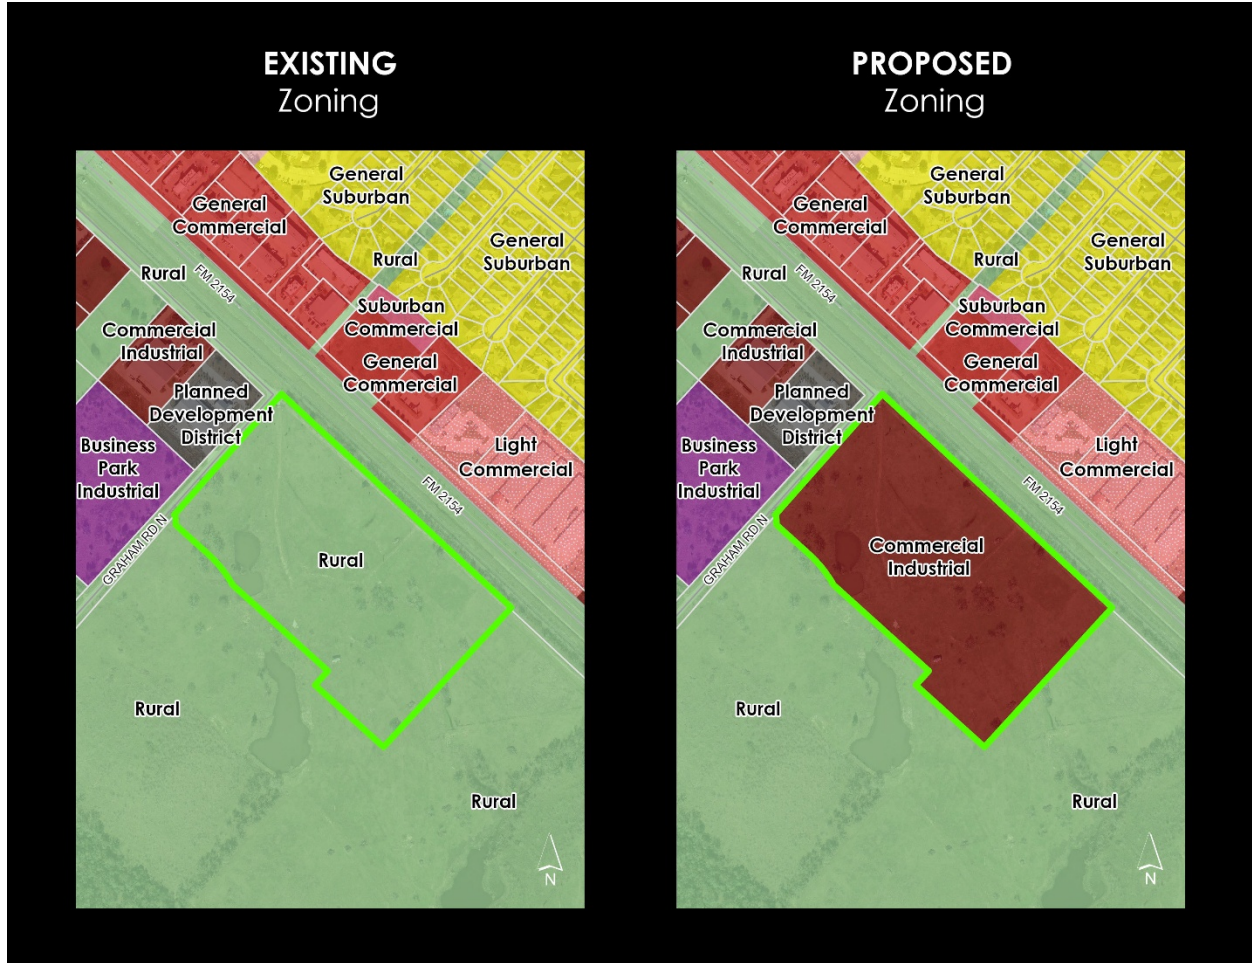 EXISTING
Zoning
General
Suburban
General
Commercial
General
Suburban
Rural
Rural
FM 2154
Suburban
Commercial
Commercial
Industrial
General
Commercial
Planned
Development
District
Business
Park
Industrial
Light
Commercial
FM 2154
GRAHAM RD N
Rural
Rural
Rural
N
PROPOSED
Zoning
General
Suburban
General
Commercial
General
Suburban
Rural
Rural
FM 2154
Suburban
Commercial
Commercial
Industrial
General
Commercial
Planned
Development
District
Business
Park
Industrial
Light
Commercial
FM 2154
GRAHAM RD N
Commercial
Industrial
Rural
Rural
N